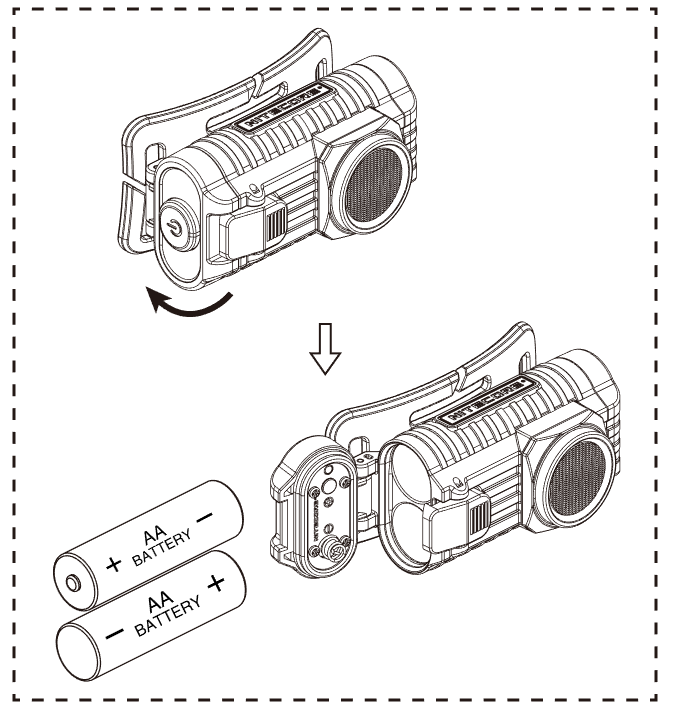 NITECORE
NITECORE
AA
BATTERY
+ −
AA
BATTERY
− +